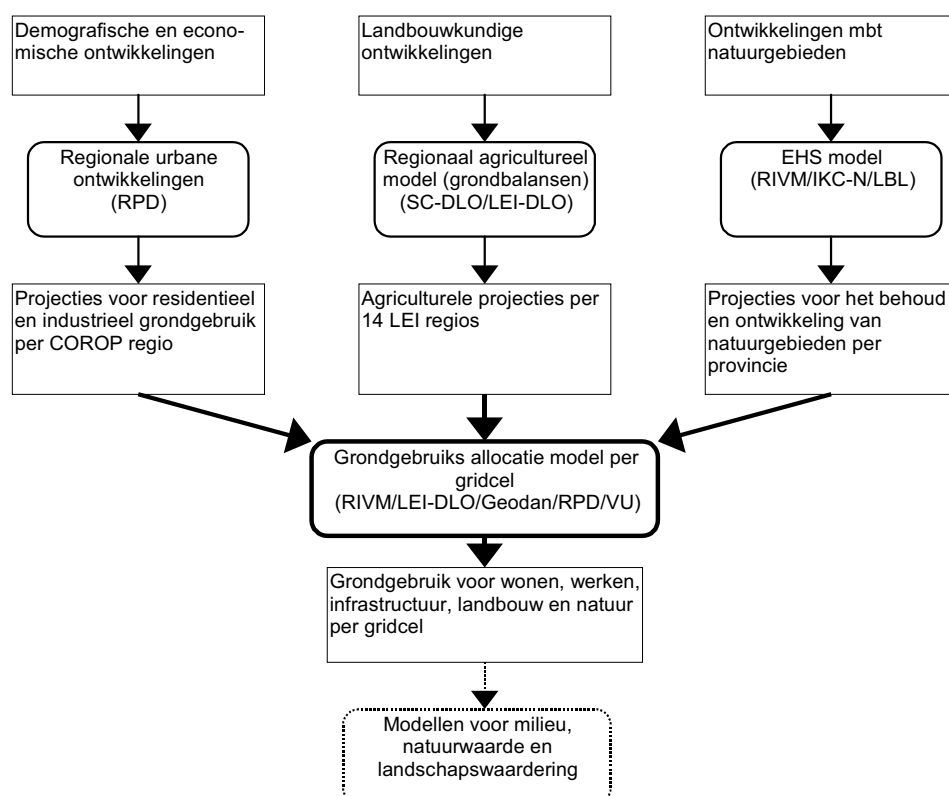 Demografische en econo-
mische ontwikkelingen
Landbouwkundige
ontwikkelingen
Ontwikkelingen mbt
natuurgebieden
Regionale urbane
ontwikkelingen
(RPD)
Regionaal agricultureel
model (grondbalansen)
(SC-DLO/LEI-DLO)
EHS model
(RIVM/IKC-N/LBL)
Projecties voor residentieel
en industrieel grondgebruik
per COROP regio
Agriculturele projecties per
14 LEI regios
Projecties voor het behoud
en ontwikkeling van
natuurgebieden per
provincie
Grondgebruiks allocatie model per
gridcel
(RIVM/LEI-DLO/Geodan/RPD/VU)
Grondgebruik voor wonen, werken,
infrastructuur, landbouw en natuur
per gridcel
Modellen voor milieu,
natuurwaarde en
landschapswaardering